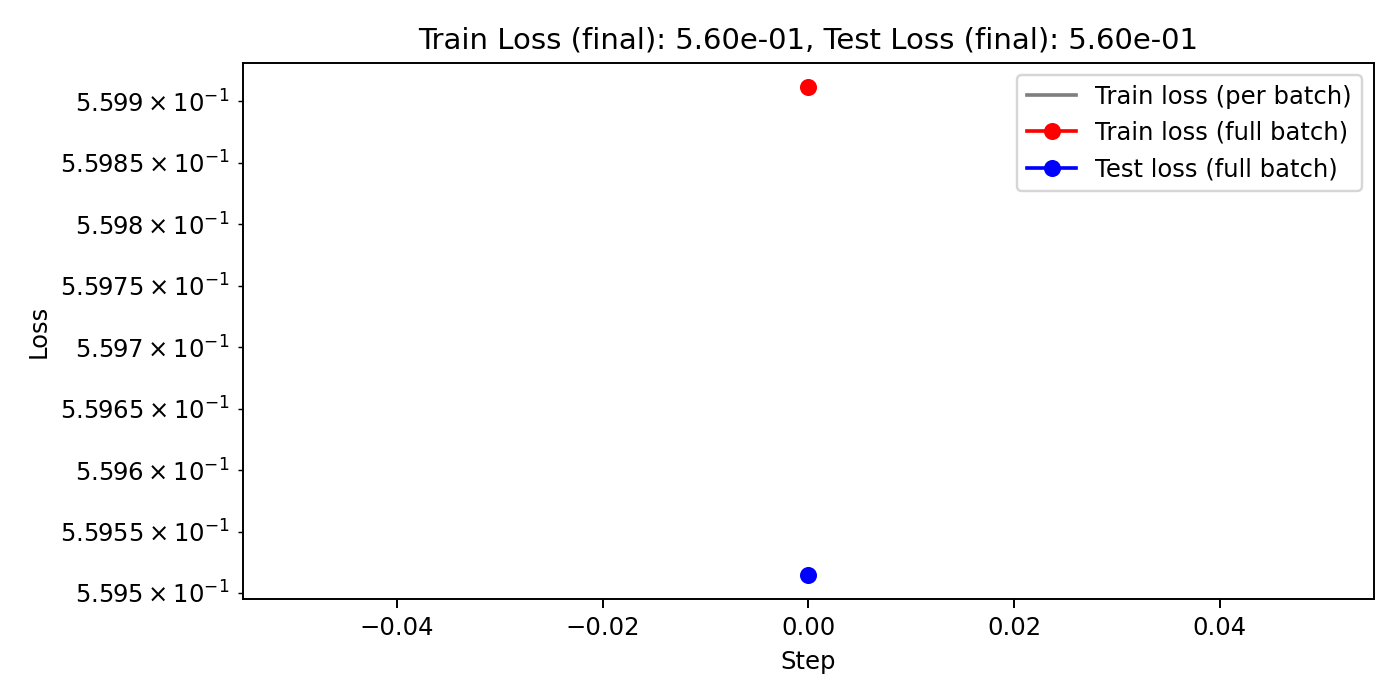 Train Loss (final): 5.60e-01, Test Loss (final): 5.60e-01
Train loss (per batch)
Train loss (full batch)
Test loss (full batch)
Loss
5.599 × 10⁻¹
5.5985 × 10⁻¹
5.598 × 10⁻¹
5.5975 × 10⁻¹
5.597 × 10⁻¹
5.5965 × 10⁻¹
5.596 × 10⁻¹
5.5955 × 10⁻¹
5.595 × 10⁻¹
−0.04 −0.02 0.00 0.02 0.04
Step